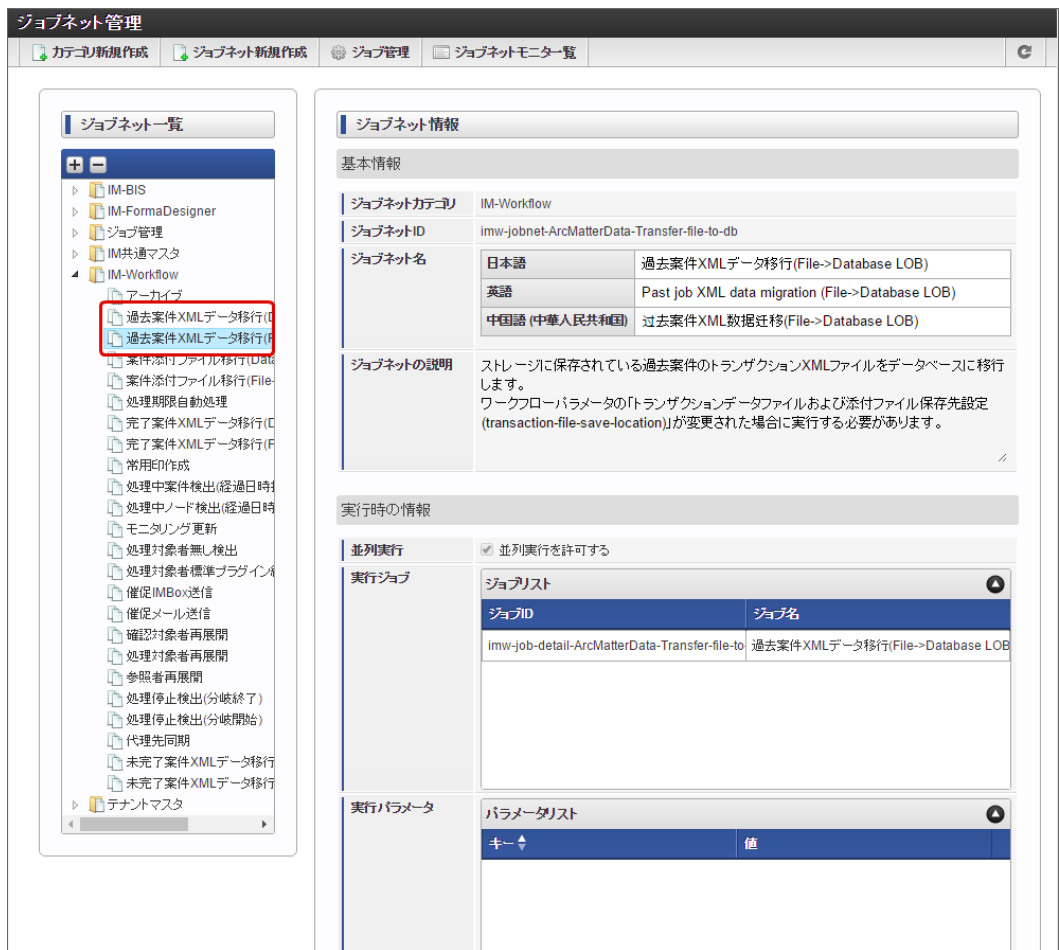 ジョブネット管理
カテゴリ新規作成 ジョブネット新規作成 ジョブ管理 ジョブネットモニタ一覧
ジョブネット一覧
IM-BIS
IM-FormaDesigner
ジョブ管理
IM共通マスタ
IM-Workflow
アーカイブ
過去案件XMLデータ移行(D
過去案件XMLデータ移行(F
案件添付ファイル移行(Data
案件添付ファイル移行(File-
処理期限自動処理
完了案件XMLデータ移行(D
完了案件XMLデータ移行(F
常用印作成
処理中案件検出(経過日時指
処理中ノード検出(経過日時
モニタリング更新
処理対象者無し検出
処理対象者標準プラグイン
催促IMBox送信
催促メール送信
確認対象者再展開
処理対象者再展開
参照者再展開
処理停止検出(分岐終了)
処理停止検出(分岐開始)
代理先同期
未完了案件XMLデータ移行
未完了案件XMLデータ移行
テナントマスタ
ジョブネット情報
基本情報
ジョブネットカテゴリ IM-Workflow
ジョブネットID imw-jobnet-ArcMatterData-Transfer-file-to-db
ジョブネット名
日本語 過去案件XMLデータ移行(File->Database LOB)
英語 Past job XML data migration (File->Database LOB)
中国語 (中華人民共和国) 过去案件XML数据迁移(File->Database LOB)
ジョブネットの説明
ストレージに保存されている過去案件のトランザクションXMLファイルをデータベースに移行
します。
ワークフローパラメータの「トランザクションデータファイルおよび添付ファイル保存先設定
(transaction-file-save-location)」が変更された場合に実行する必要があります。
実行時の情報
並列実行 並列実行を許可する
実行ジョブ
ジョブリスト
ジョブID ジョブ名
imw-job-detail-ArcMatterData-Transfer-file-to 過去案件XMLデータ移行(File->Database LOB
実行パラメータ
パラメータリスト
キー 値